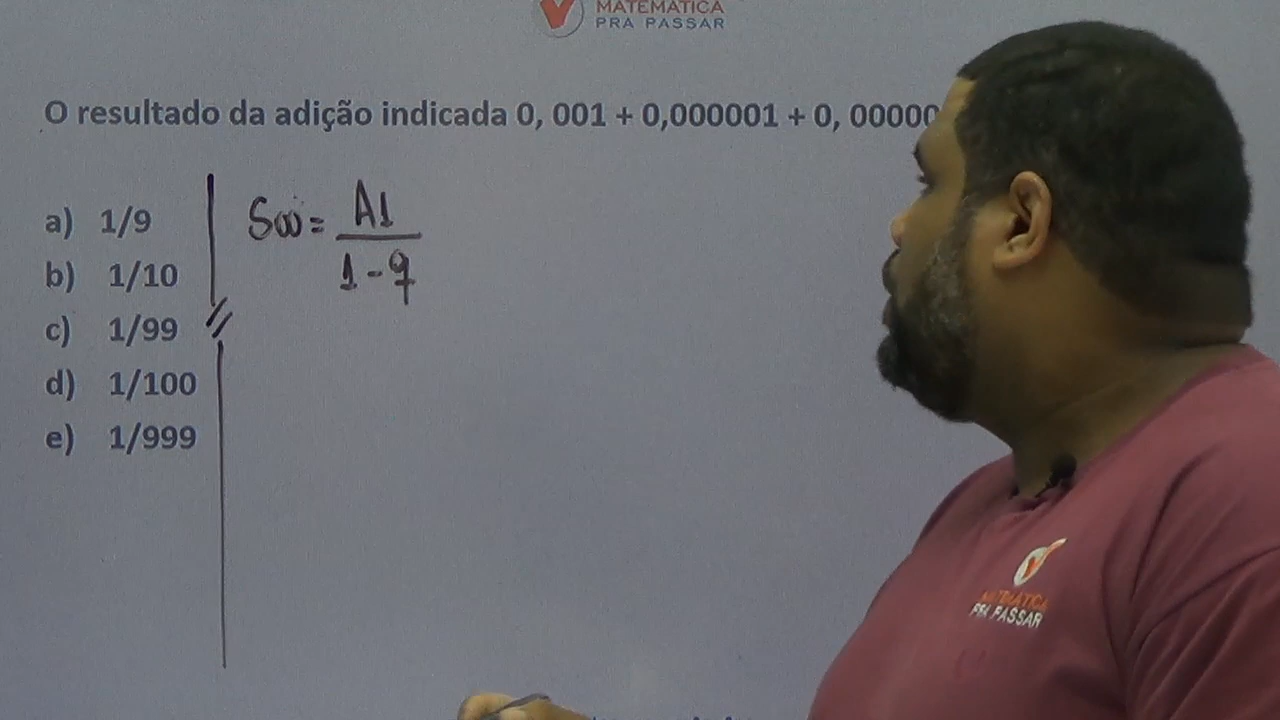 MATEMÁTICA
PRA PASSAR
O resultado da adição indicada 0, 001 + 0,000001 + 0, 00000
a) 1/9
b) 1/10
c) 1/99
d) 1/100
e) 1/999
S∞ = A1
1 - q
MATEMÁTICA
PRA PASSAR